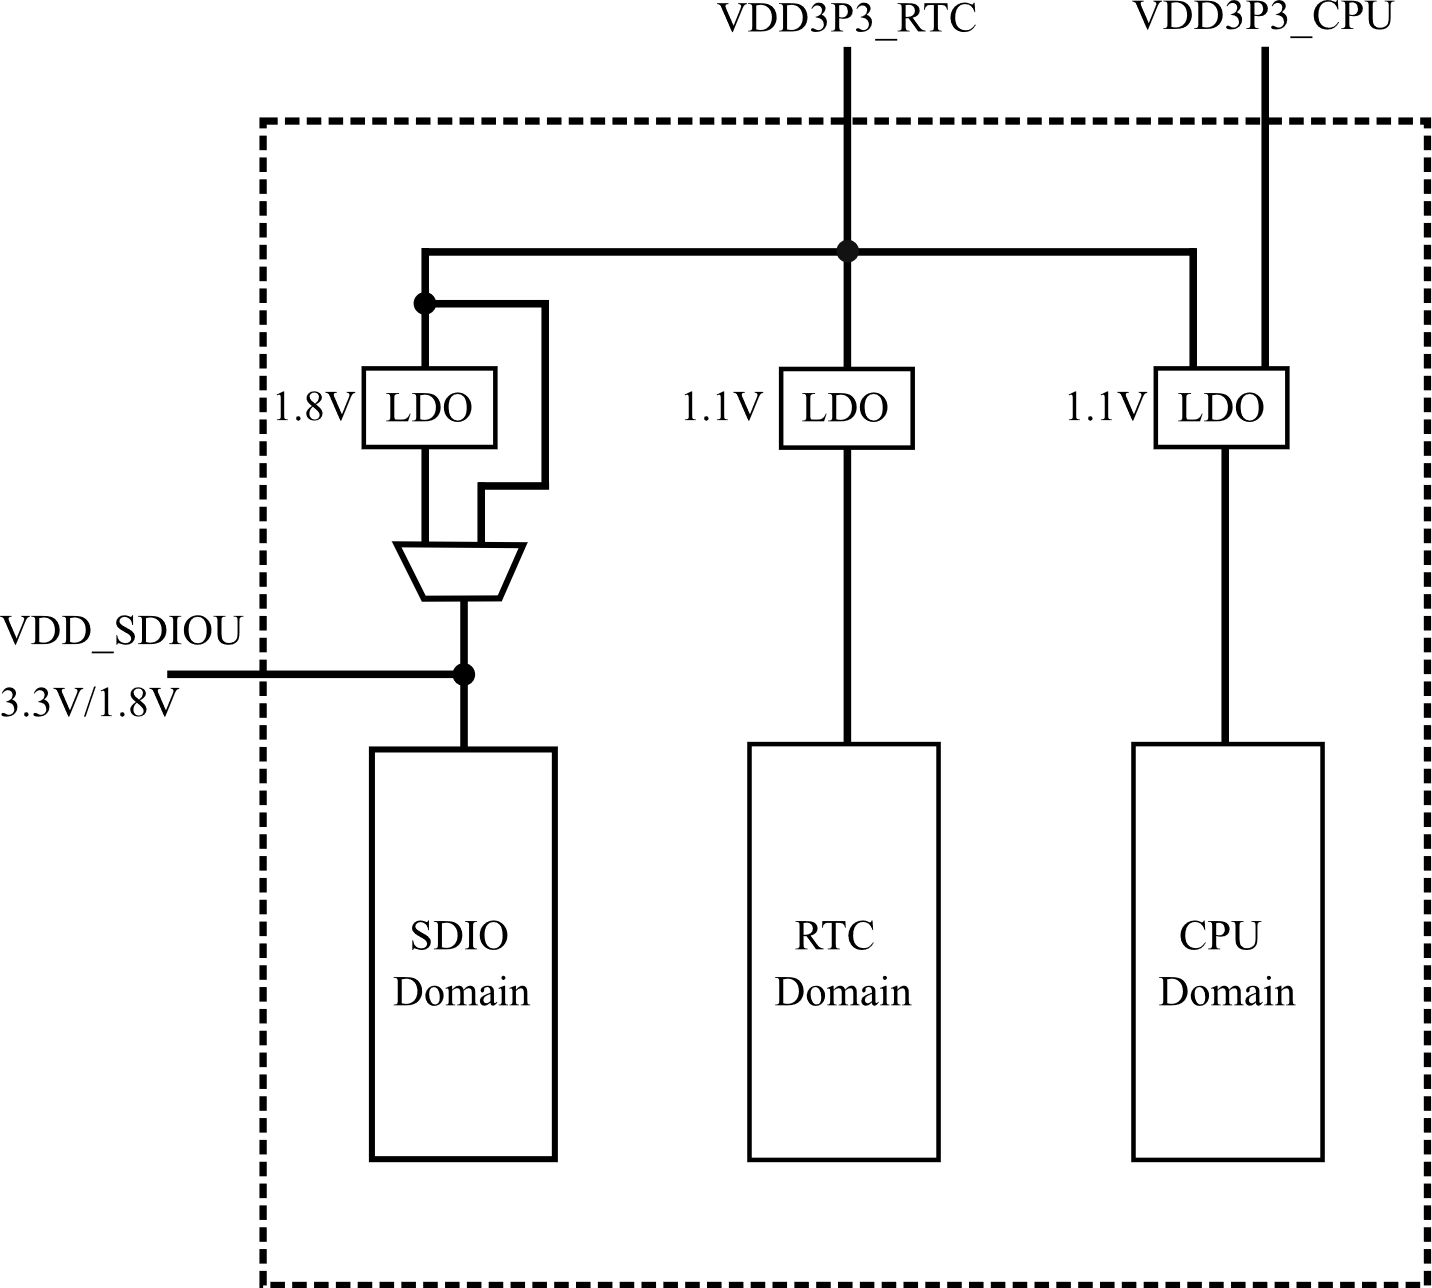 VDD3P3_RTC
VDD3P3_CPU
1.8V
LDO
1.1V
LDO
1.1V
LDO
VDD_SDIOU
3.3V/1.8V
SDIO
Domain
RTC
Domain
CPU
Domain